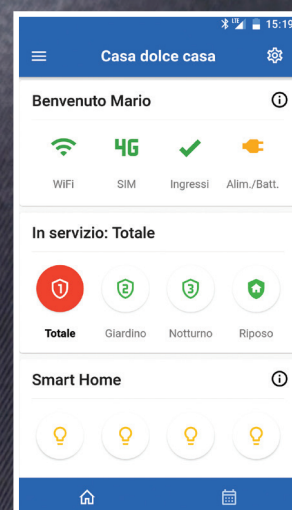 LTE 15:19
Casa dolce casa
Benvenuto Mario
4G
WiFi SIM Ingressi Alim./Batt.
In servizio: Totale
1 2 3
Totale Giardino Notturno Riposo
Smart Home